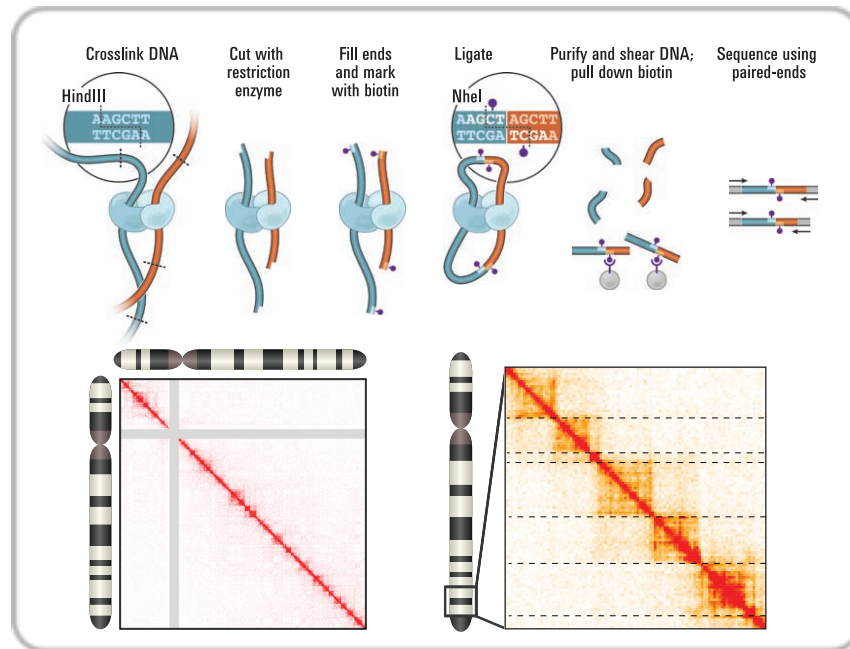 Crosslink DNA
Cut with
restriction
enzyme
Fill ends
and mark
with biotin
Ligate
Purify and shear DNA;
pull down biotin
Sequence using
paired-ends
HindIII
AAGCTT
TTCGAA
NheI
AAGCT AGCTT
TTCGA TCGAA